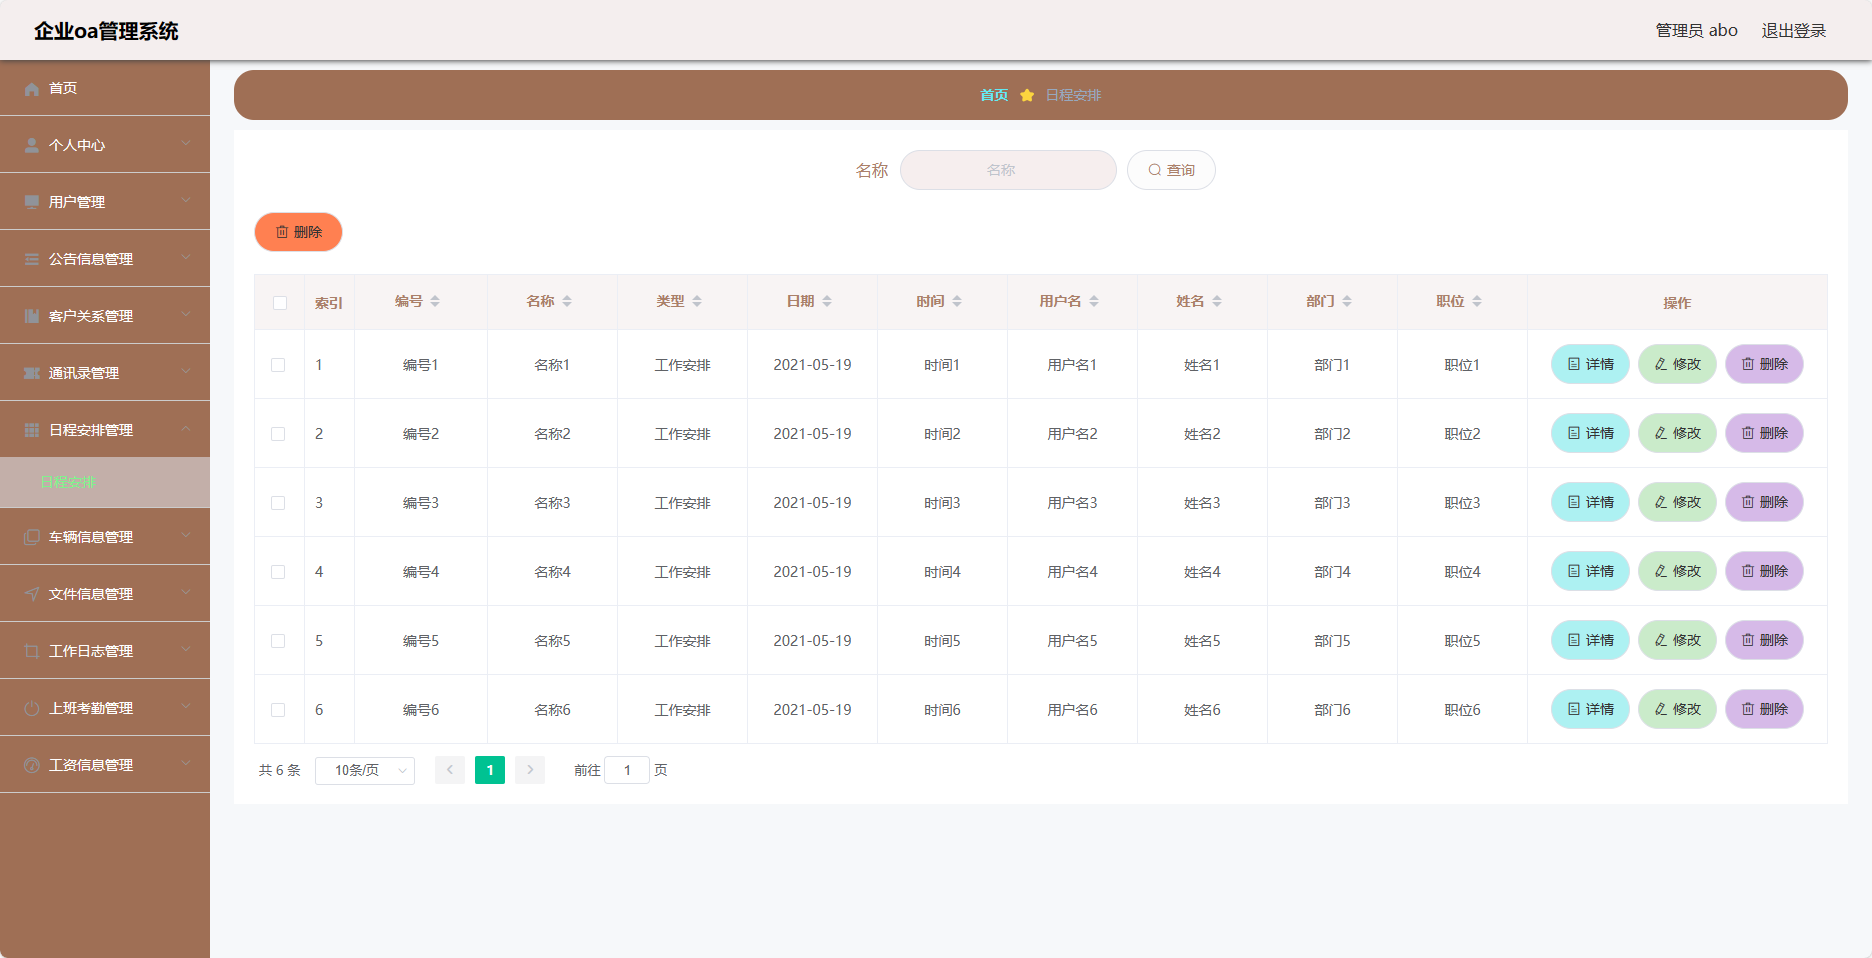 企业oa管理系统
管理员 abo 退出登录
首页
个人中心
用户管理
公告信息管理
客户关系管理
通讯录管理
日程安排管理
日程安排
车辆信息管理
文件信息管理
工作日志管理
上班考勤管理
工资信息管理
首页 日程安排
名称 名称 查询
删除
索引 编号 名称 类型 日期 时间 用户名 姓名 部门 职位 操作
1 编号1 名称1 工作安排 2021-05-19 时间1 用户名1 姓名1 部门1 职位1 详情 修改 删除
2 编号2 名称2 工作安排 2021-05-19 时间2 用户名2 姓名2 部门2 职位2 详情 修改 删除
3 编号3 名称3 工作安排 2021-05-19 时间3 用户名3 姓名3 部门3 职位3 详情 修改 删除
4 编号4 名称4 工作安排 2021-05-19 时间4 用户名4 姓名4 部门4 职位4 详情 修改 删除
5 编号5 名称5 工作安排 2021-05-19 时间5 用户名5 姓名5 部门5 职位5 详情 修改 删除
6 编号6 名称6 工作安排 2021-05-19 时间6 用户名6 姓名6 部门6 职位6 详情 修改 删除
共 6 条 10条/页 1 前往 1 页